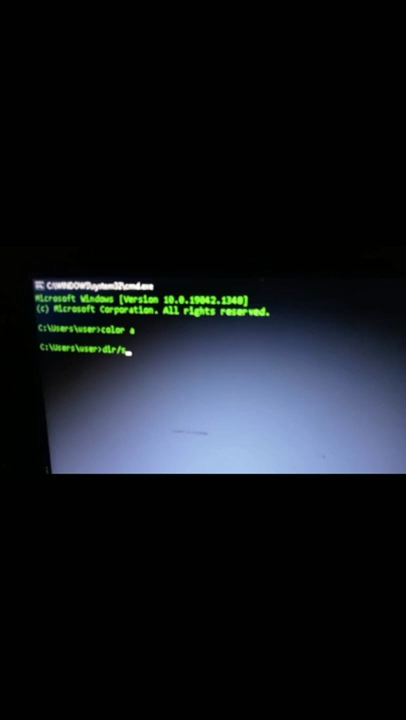 C:\WINDOWS\system32\cmd.exe
Microsoft Windows [Version 10.0.19042.1348]
(c) Microsoft Corporation. All rights reserved.
C:\Users\user>color a
C:\Users\user>dir/s